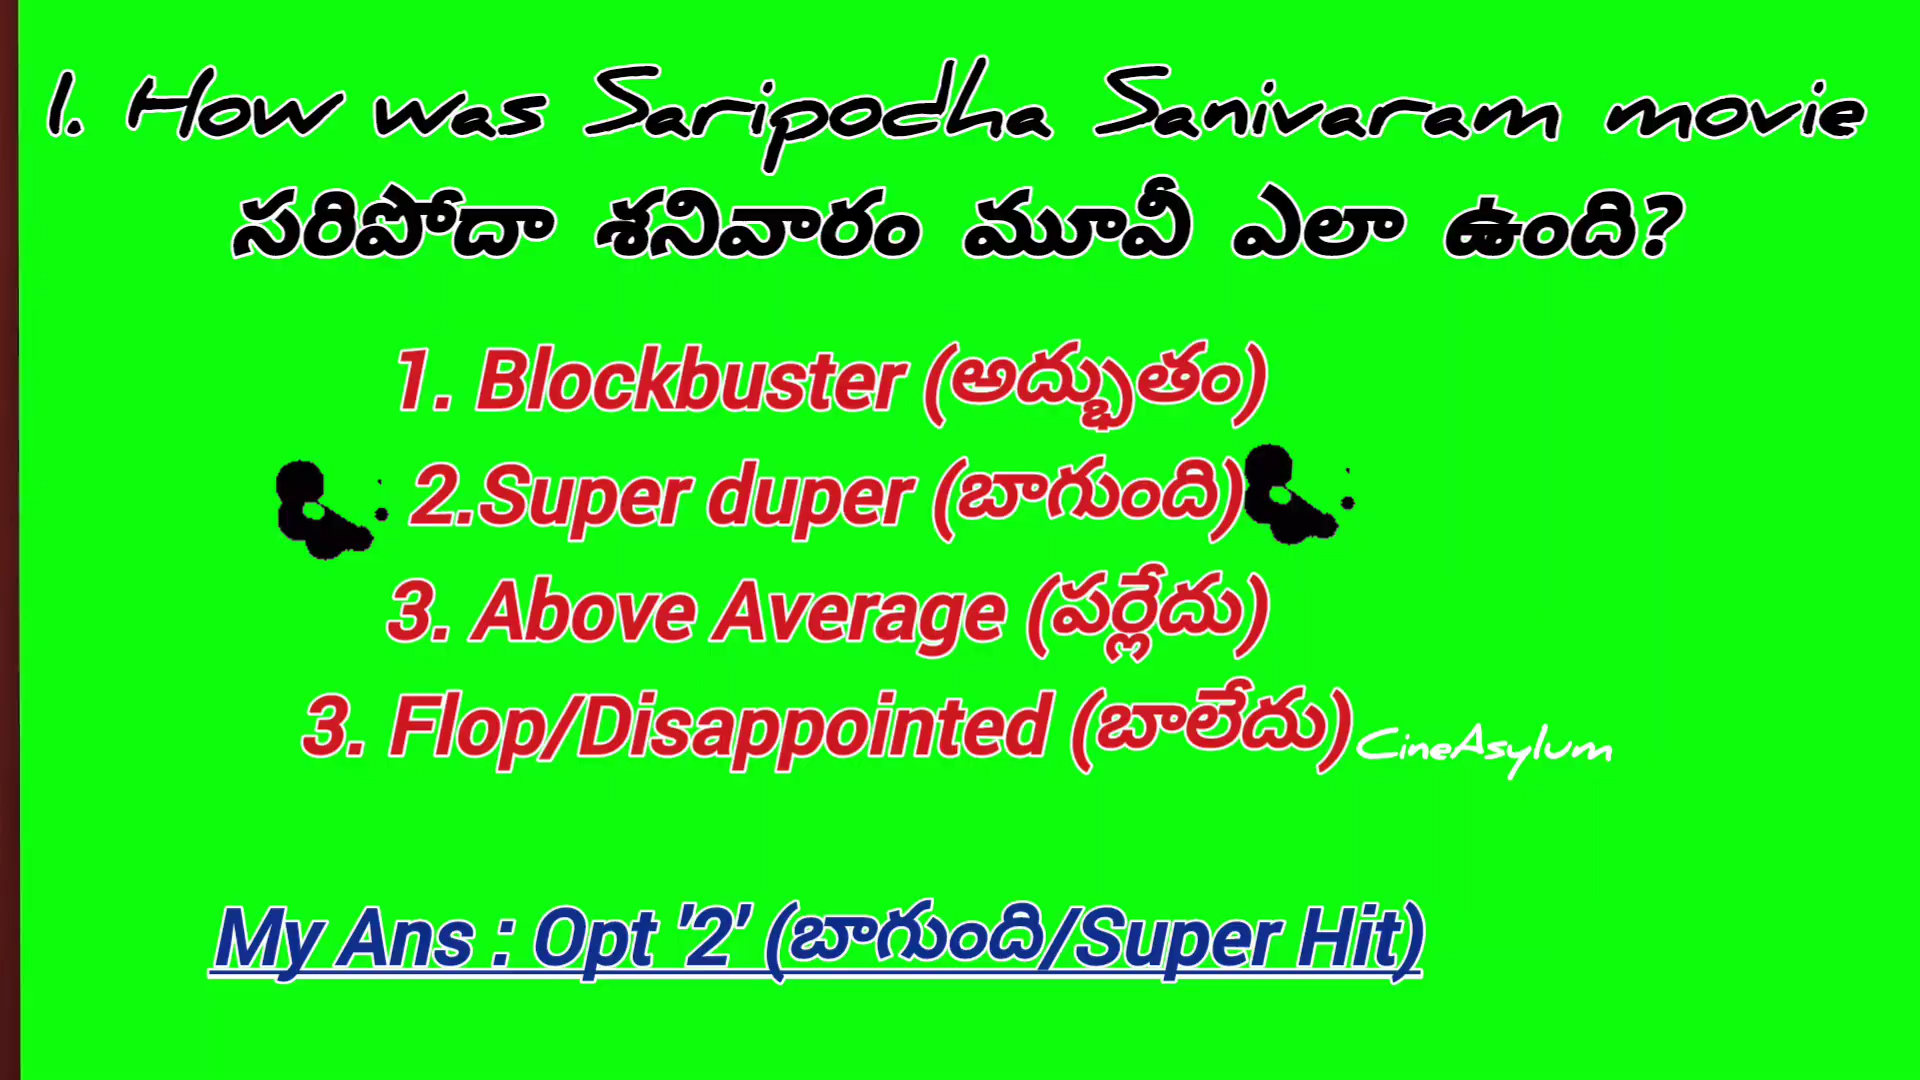 1. How was Saripodha Sanivaram movie
సరిపోదా శనివారం మూవీ ఎలా ఉంది?
1. Blockbuster (అద్భుతం)
2.Super duper (బాగుంది)
3. Above Average (పర్లేదు)
3. Flop/Disappointed (బాలేదు)
CineAsylum
My Ans : Opt '2' (బాగుంది/Super Hit)